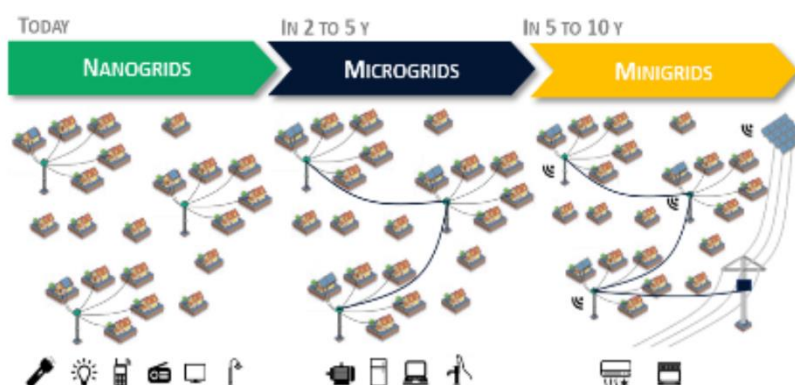 TODAY
IN 2 TO 5 Y
IN 5 TO 10 Y
NANOGRIDS
MICROGRIDS
MINIGRIDS